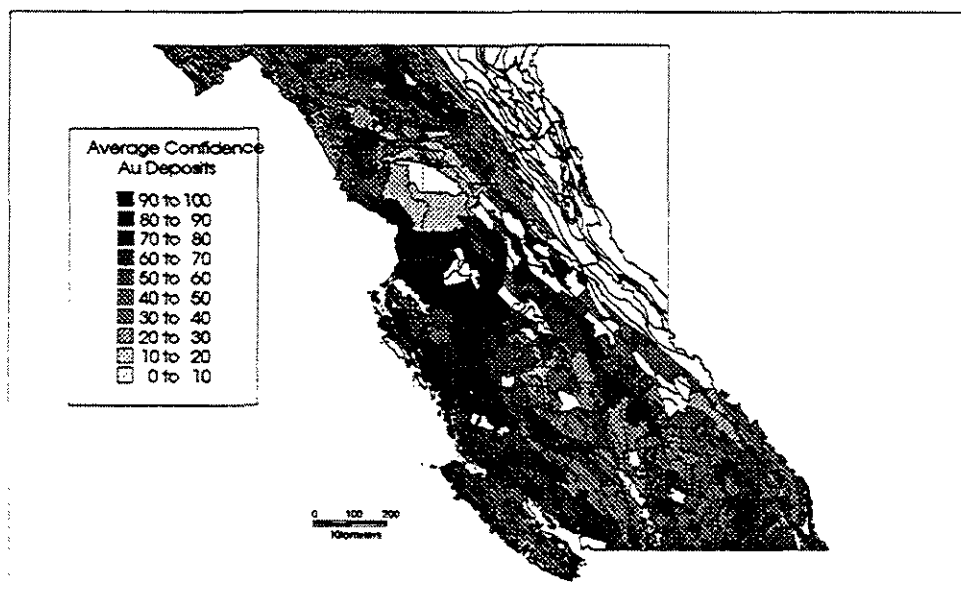 Average Confidence
Au Deposits
90 to 100
80 to 90
70 to 80
60 to 70
50 to 60
40 to 50
30 to 40
20 to 30
10 to 20
0 to 10
0 100 200
Kilometers